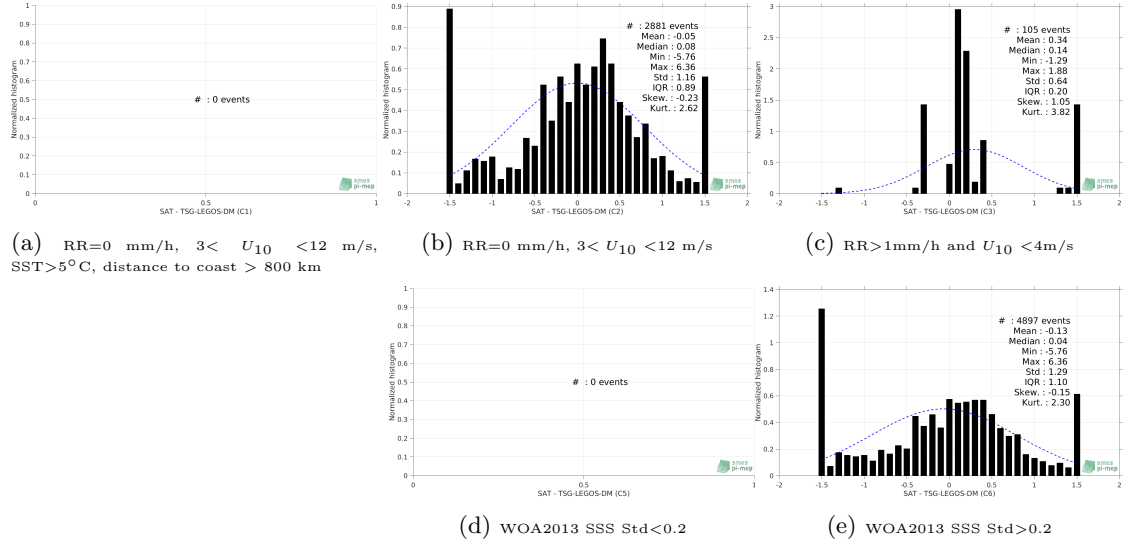 1
0.9
0.8
0.7
0.6
0.5
0.4
0.3
0.2
0.1
0
Normalized histogram
# : 0 events
0
0.5
1
SAT - TSG-LEGOS-DM (C1)
smos
pi-mep
(a) RR=0 mm/h, 3< U10 <12 m/s,
SST>5°C, distance to coast > 800 km
0.9
0.8
0.7
0.6
0.5
0.4
0.3
0.2
0.1
0
Normalized histogram
# : 2881 events
Mean : -0.05
Median : 0.08
Min : -5.76
Max : 6.36
Std : 1.16
IQR : 0.89
Skew. : -0.23
Kurt. : 2.62
-2 -1.5 -1 -0.5 0 0.5 1 1.5 2
SAT - TSG-LEGOS-DM (C2)
smos
pi-mep
(b) RR=0 mm/h, 3< U10 <12 m/s
3
2.5
2
1.5
1
0.5
0
Normalized histogram
# : 105 events
Mean : 0.34
Median : 0.14
Min : -1.29
Max : 1.88
Std : 0.64
IQR : 0.20
Skew. : 1.05
Kurt. : 3.82
-2 -1.5 -1 -0.5 0 0.5 1 1.5 2
SAT - TSG-LEGOS-DM (C3)
smos
pi-mep
(c) RR>1mm/h and U10 <4m/s
1
0.9
0.8
0.7
0.6
0.5
0.4
0.3
0.2
0.1
0
Normalized histogram
# : 0 events
0
0.5
1
SAT - TSG-LEGOS-DM (C5)
smos
pi-mep
(d) WOA2013 SSS Std<0.2
1.4
1.2
1
0.8
0.6
0.4
0.2
0
Normalized histogram
# : 4897 events
Mean : -0.13
Median : 0.04
Min : -5.76
Max : 6.36
Std : 1.29
IQR : 1.10
Skew. : -0.15
Kurt. : 2.30
-2 -1.5 -1 -0.5 0 0.5 1 1.5 2
SAT - TSG-LEGOS-DM (C6)
smos
pi-mep
(e) WOA2013 SSS Std>0.2